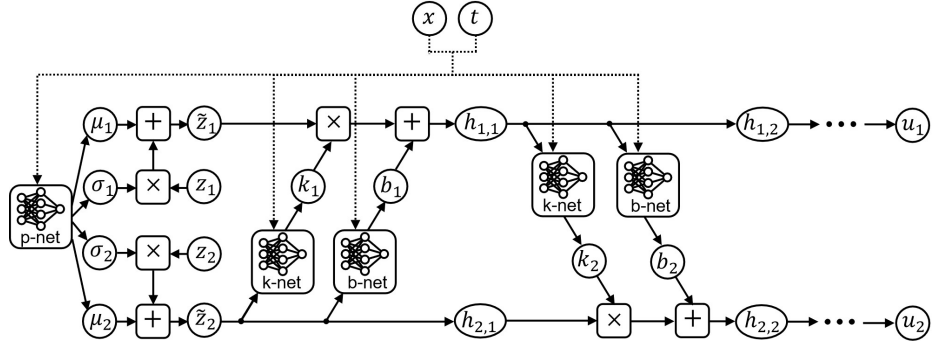 x t
μ₁ + z̃₁ × + h₁,₁ h₁,₂ ••• u₁
σ₁ × z₁ k₁ b₁ k-net b-net
p-net
σ₂ × z₂ k-net b-net k₂ b₂
μ₂ + z̃₂ h₂,₁ × + h₂,₂ ••• u₂